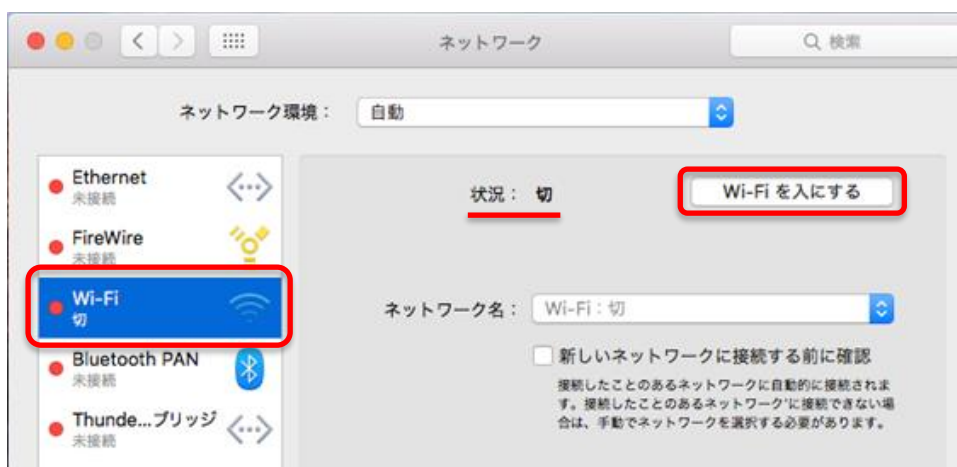 ネットワーク
検索
ネットワーク環境：
自動
Ethernet
未接続
FireWire
未接続
Wi-Fi
切
Bluetooth PAN
未接続
Thunde...ブリッジ
未接続
状況：
切
Wi-Fi を入にする
ネットワーク名：
Wi-Fi：切
新しいネットワークに接続する前に確認
接続したことのあるネットワークに自動的に接続されま
す。接続したことのあるネットワークに接続できない場
合は、手動でネットワークを選択する必要があります。